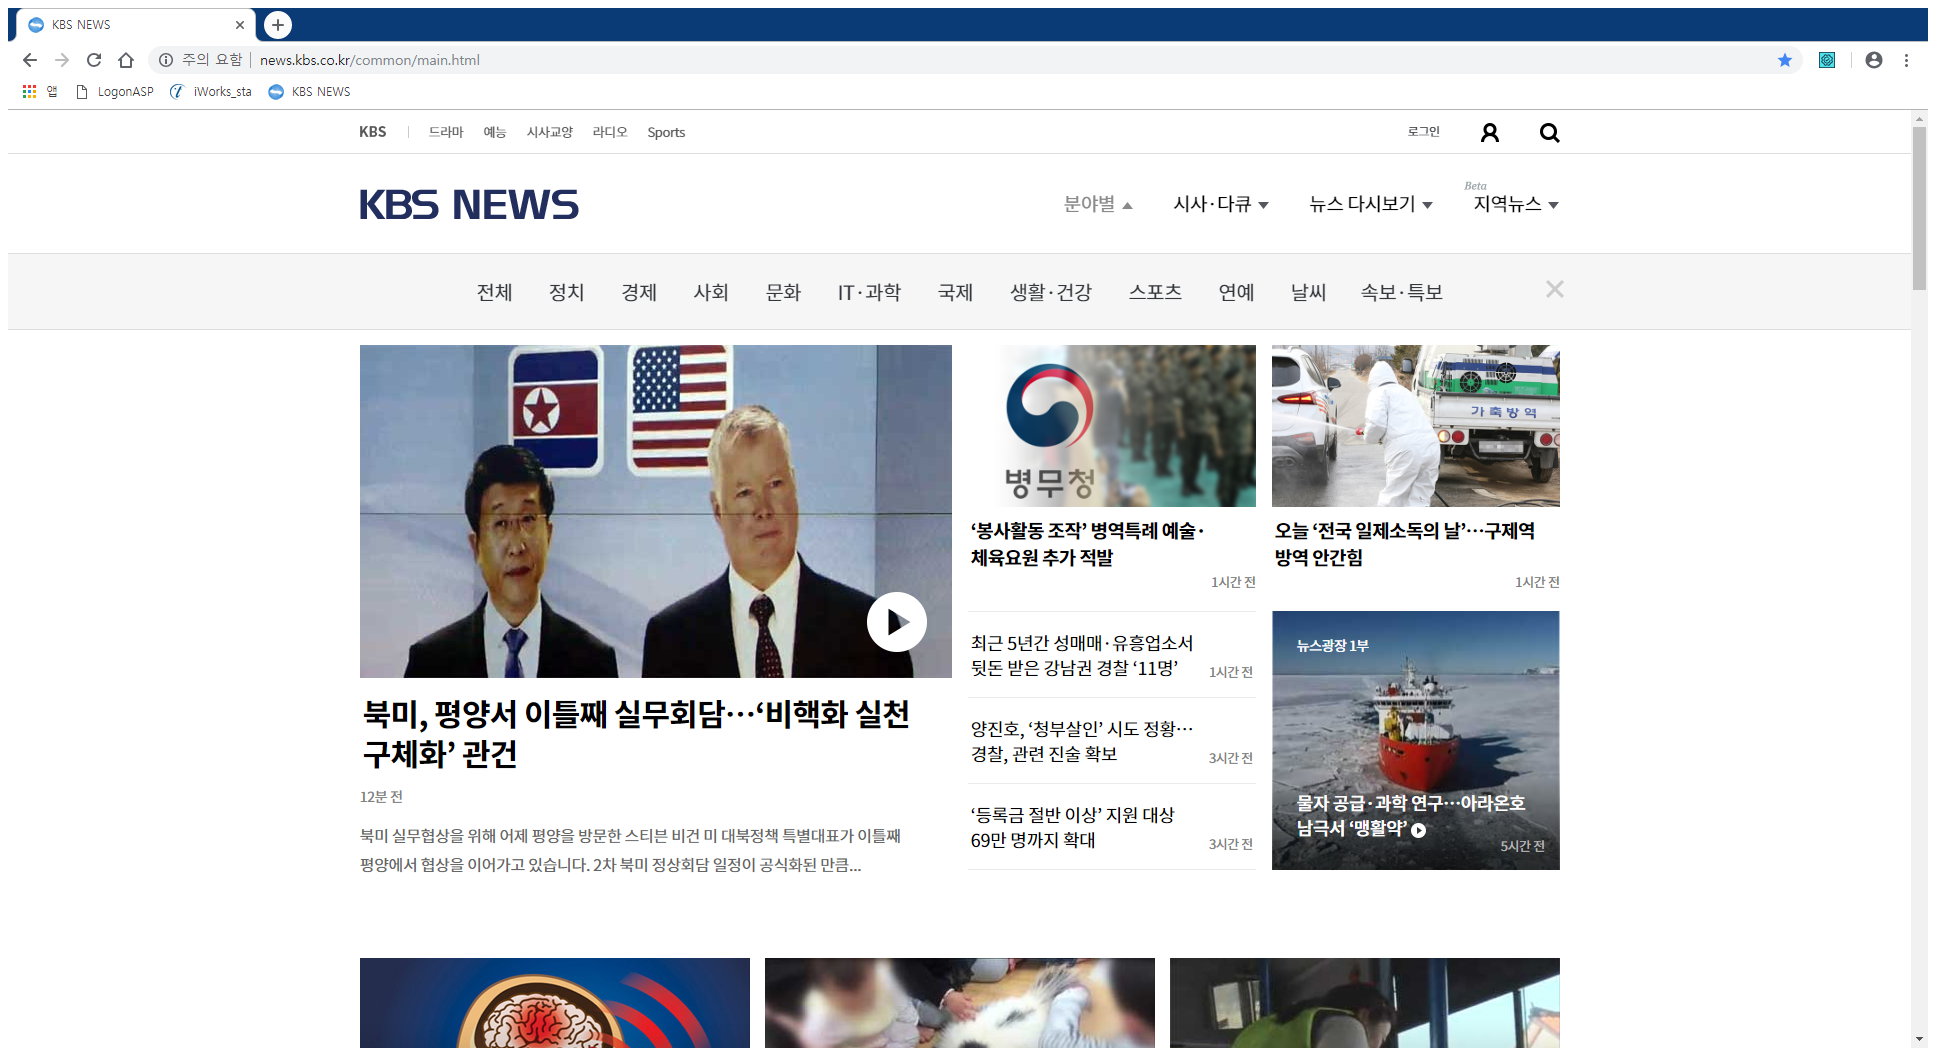 KBS NEWS
주의 요함 | news.kbs.co.kr/common/main.html
앱 LogonASP iWorks_sta KBS NEWS
KBS 드라마 예능 시사교양 라디오 Sports 로그인
KBS NEWS
Beta
분야별 시사·다큐 뉴스 다시보기 지역뉴스
전체 정치 경제 사회 문화 IT·과학 국제 생활·건강 스포츠 연예 날씨 속보·특보
병무청
가축방역
북미, 평양서 이틀째 실무회담…‘비핵화 실천
구체화’ 관건
12분 전
북미 실무협상을 위해 어제 평양을 방문한 스티븐 비건 미 대북정책 특별대표가 이틀째
평양에서 협상을 이어가고 있습니다. 2차 북미 정상회담 일정이 공식화된 만큼...
‘봉사활동 조작’ 병역특례 예술·
체육요원 추가 적발
1시간 전
최근 5년간 성매매·유흥업소서
뒷돈 받은 강남권 경찰 ‘11명’
1시간 전
양진호, ‘청부살인’ 시도 정황…
경찰, 관련 진술 확보
3시간 전
‘등록금 절반 이상’ 지원 대상
69만 명까지 확대
3시간 전
오늘 ‘전국 일제소독의 날’…구제역
방역 안간힘
1시간 전
뉴스광장 1부
물자 공급·과학 연구…아라온호
남극서 ‘맹활약’
5시간 전